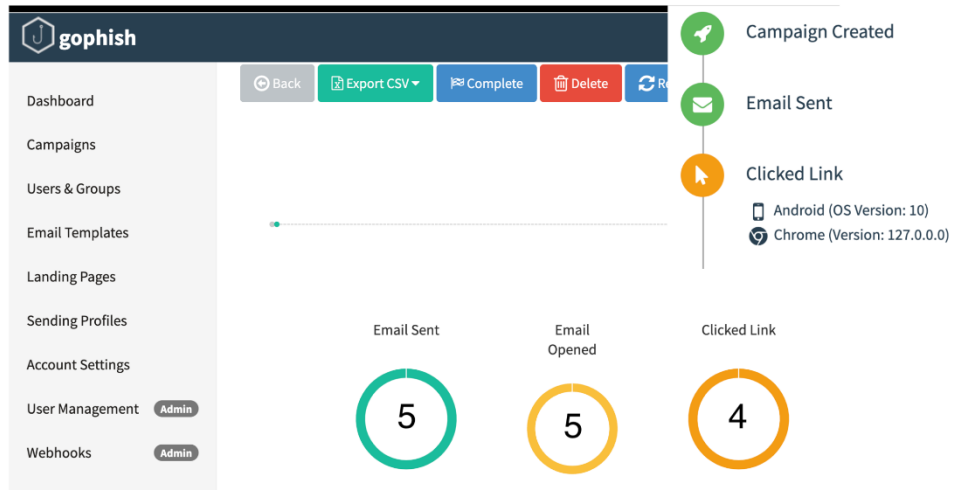 gophish
Back
Export CSV
Complete
Delete
Re
Dashboard
Campaigns
Users & Groups
Email Templates
Landing Pages
Sending Profiles
Account Settings
User Management Admin
Webhooks Admin
Campaign Created
Email Sent
Clicked Link
Android (OS Version: 10)
Chrome (Version: 127.0.0.0)
Email Sent
5
Email
Opened
5
Clicked Link
4